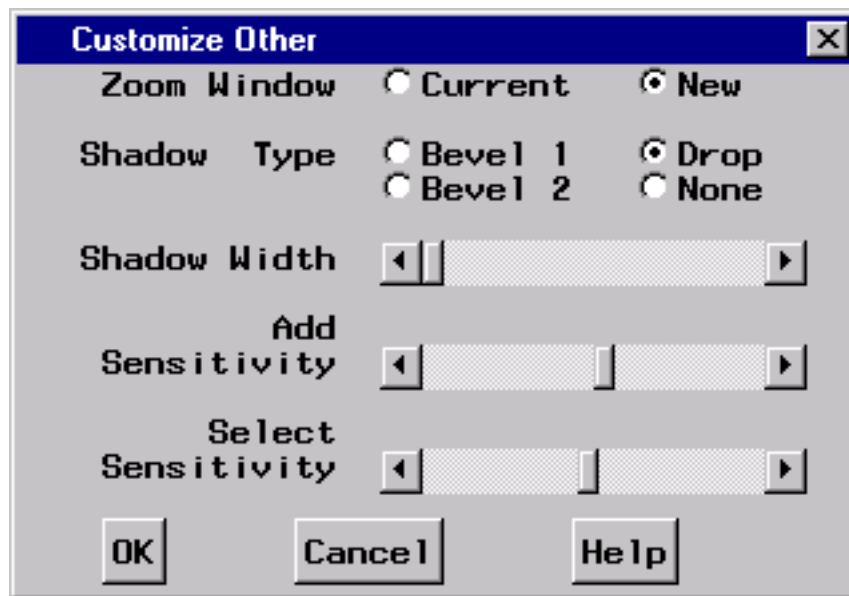 Customize Other
Zoom Window Current New
Shadow Type Bevel 1 Drop
Bevel 2 None
Shadow Width
Add
Sensitivity
Select
Sensitivity
OK Cancel Help